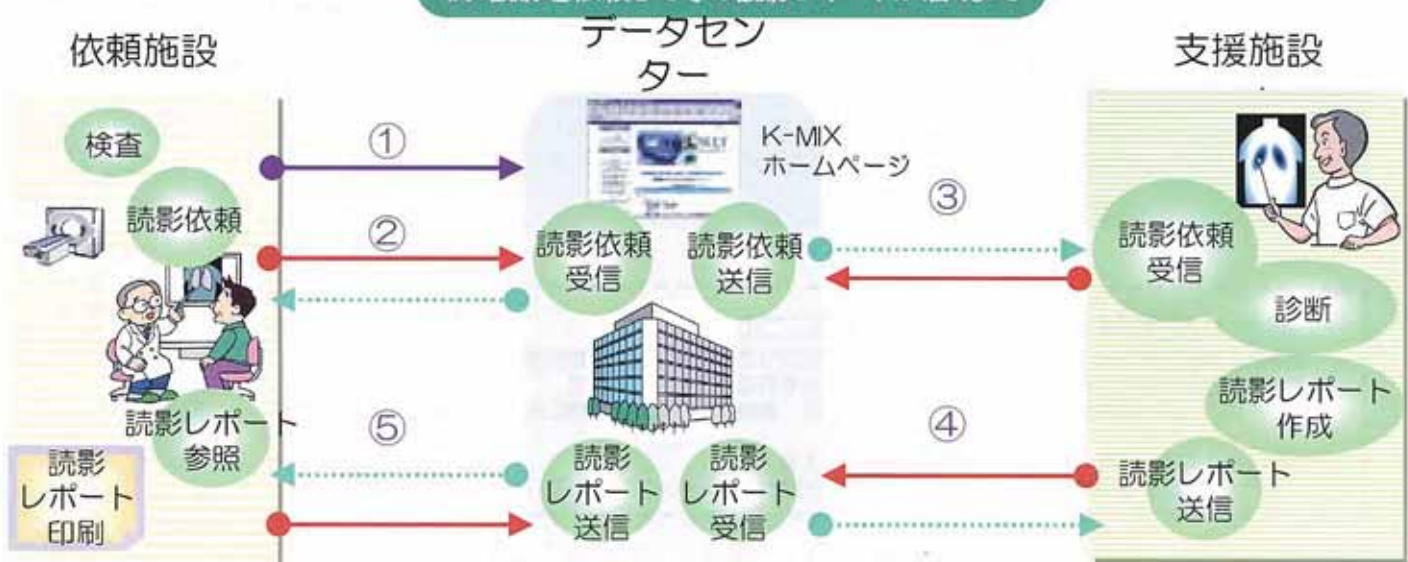 依頼施設
データセン
ター
支援施設
検査
①
K-MIX
ホームページ
③
読影依頼
②
読影依頼
受信
読影依頼
送信
読影依頼
受信
診断
読影レポート
作成
読影レポート
参照
⑤
④
読影
レポート
印刷
読影
レポート
送信
読影
レポート
受信
読影レポート
送信